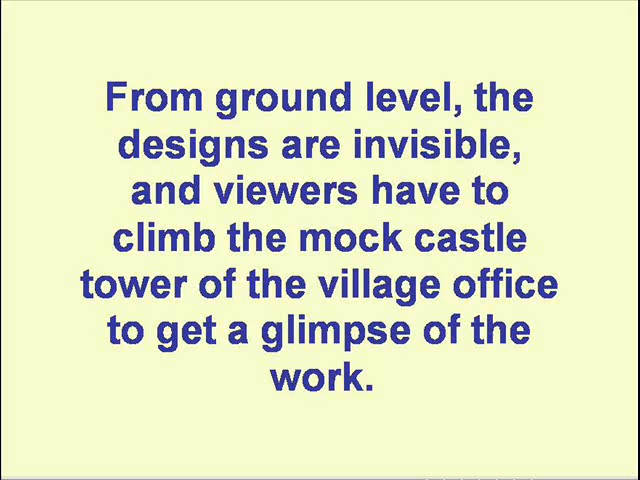 From ground level, the
designs are invisible,
and viewers have to
climb the mock castle
tower of the village office
to get a glimpse of the
work.